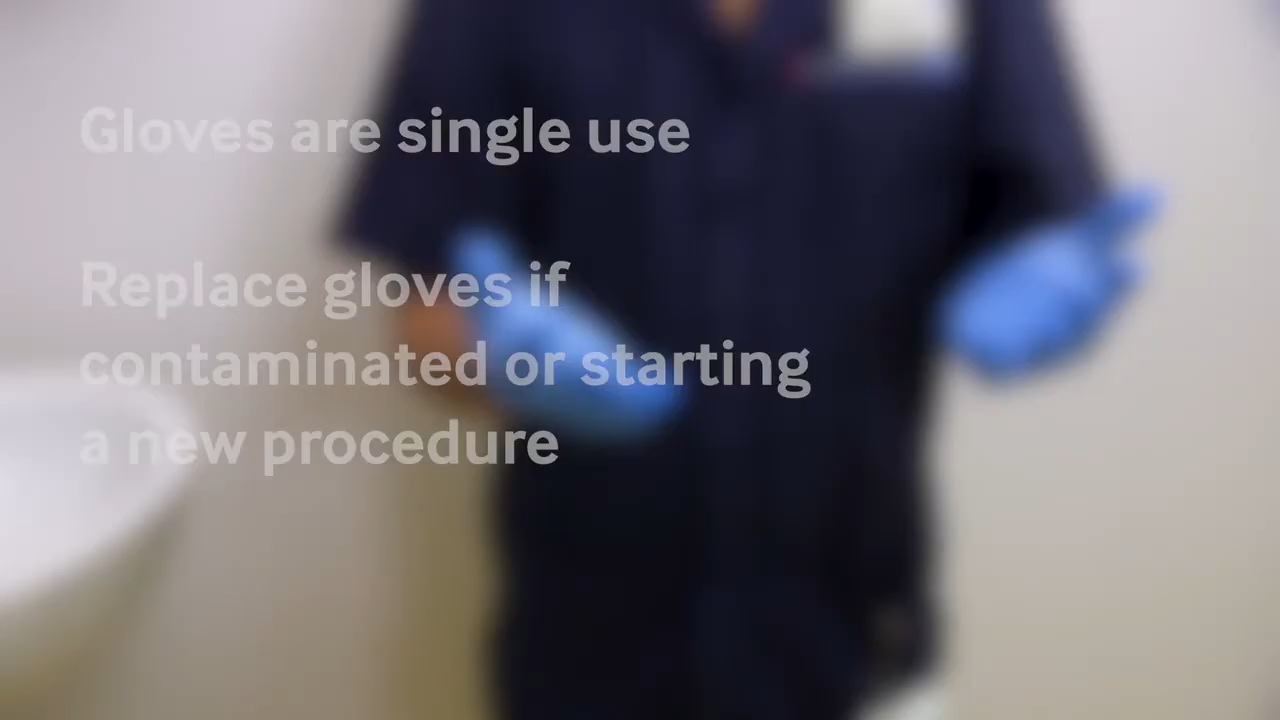 Gloves are single use
Replace gloves if
contaminated or starting
a new procedure